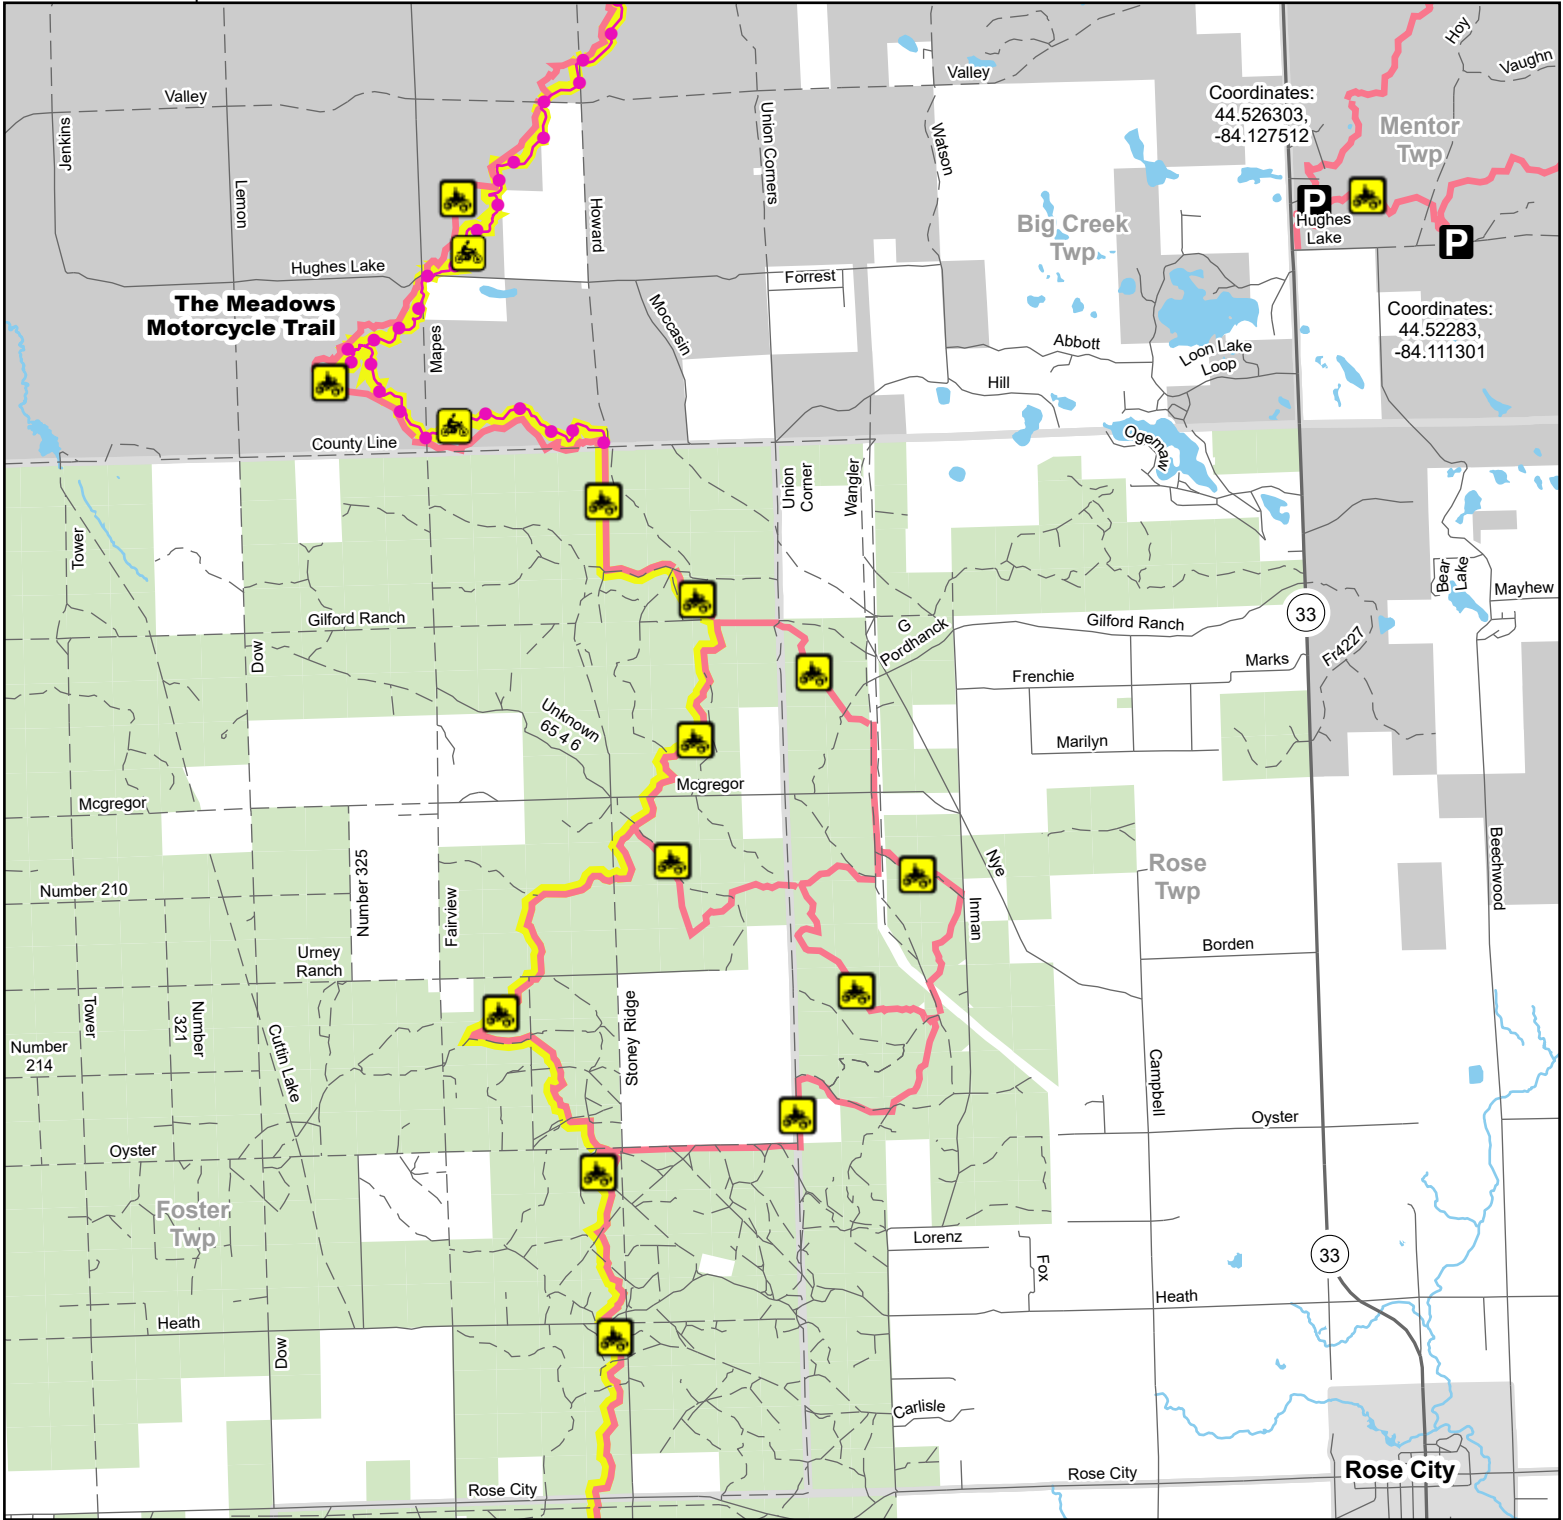 Valley
Jenkins
Lemon
Hughes Lake
The Meadows
Motorcycle Trail
Mapes
Howard
Union Corners
Moccasin
County Line
Valley
Watson
Forrest
Big Creek
Twp
Abbott
Hill
Loon Lake
Loop
Ogemaw
Coordinates:
44.526303,
-84.127512
Mentor
Twp
Hoy
Vaughn
P
Hughes
Lake
P
Coordinates:
44.52283,
-84.111301
Union
Corner
Wangler
Tower
Gilford Ranch
Dow
G
Pordhanck
Gilford Ranch
33
Fr4227
Bear
Lake
Mayhew
Frenchie
Marks
Marilyn
Unknown
65 4 6
Mcgregor
Mcgregor
Number 210
Number 325
Fairview
Urney
Ranch
Nye
Inman
Rose
Twp
Borden
Beechwood
Tower
Number
321
Number
214
Cuttin Lake
Stoney Ridge
Campbell
Oyster
Oyster
Foster
Twp
Lorenz
Fox
33
Heath
Heath
Dow
Carlisle
Rose City
Rose City
Rose City